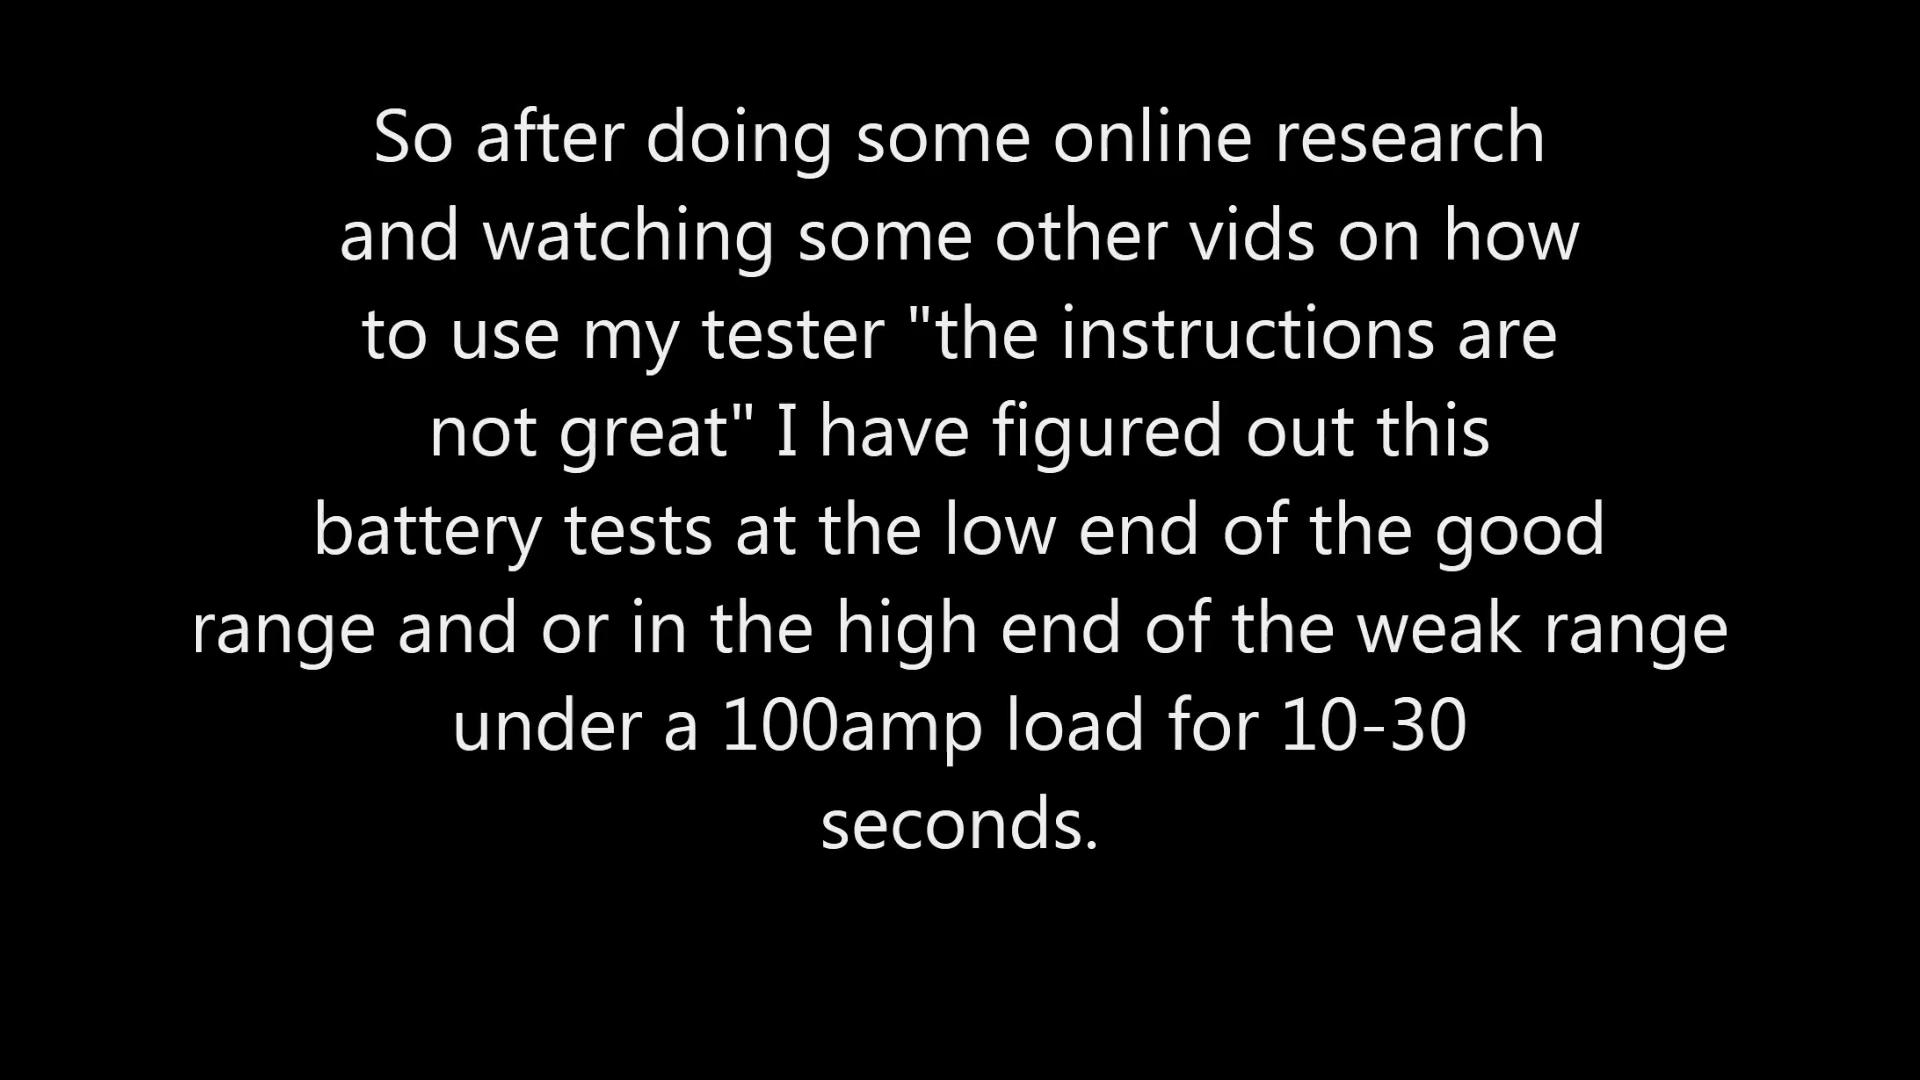 So after doing some online research
and watching some other vids on how
to use my tester "the instructions are
not great" I have figured out this
battery tests at the low end of the good
range and or in the high end of the weak range
under a 100amp load for 10-30
seconds.